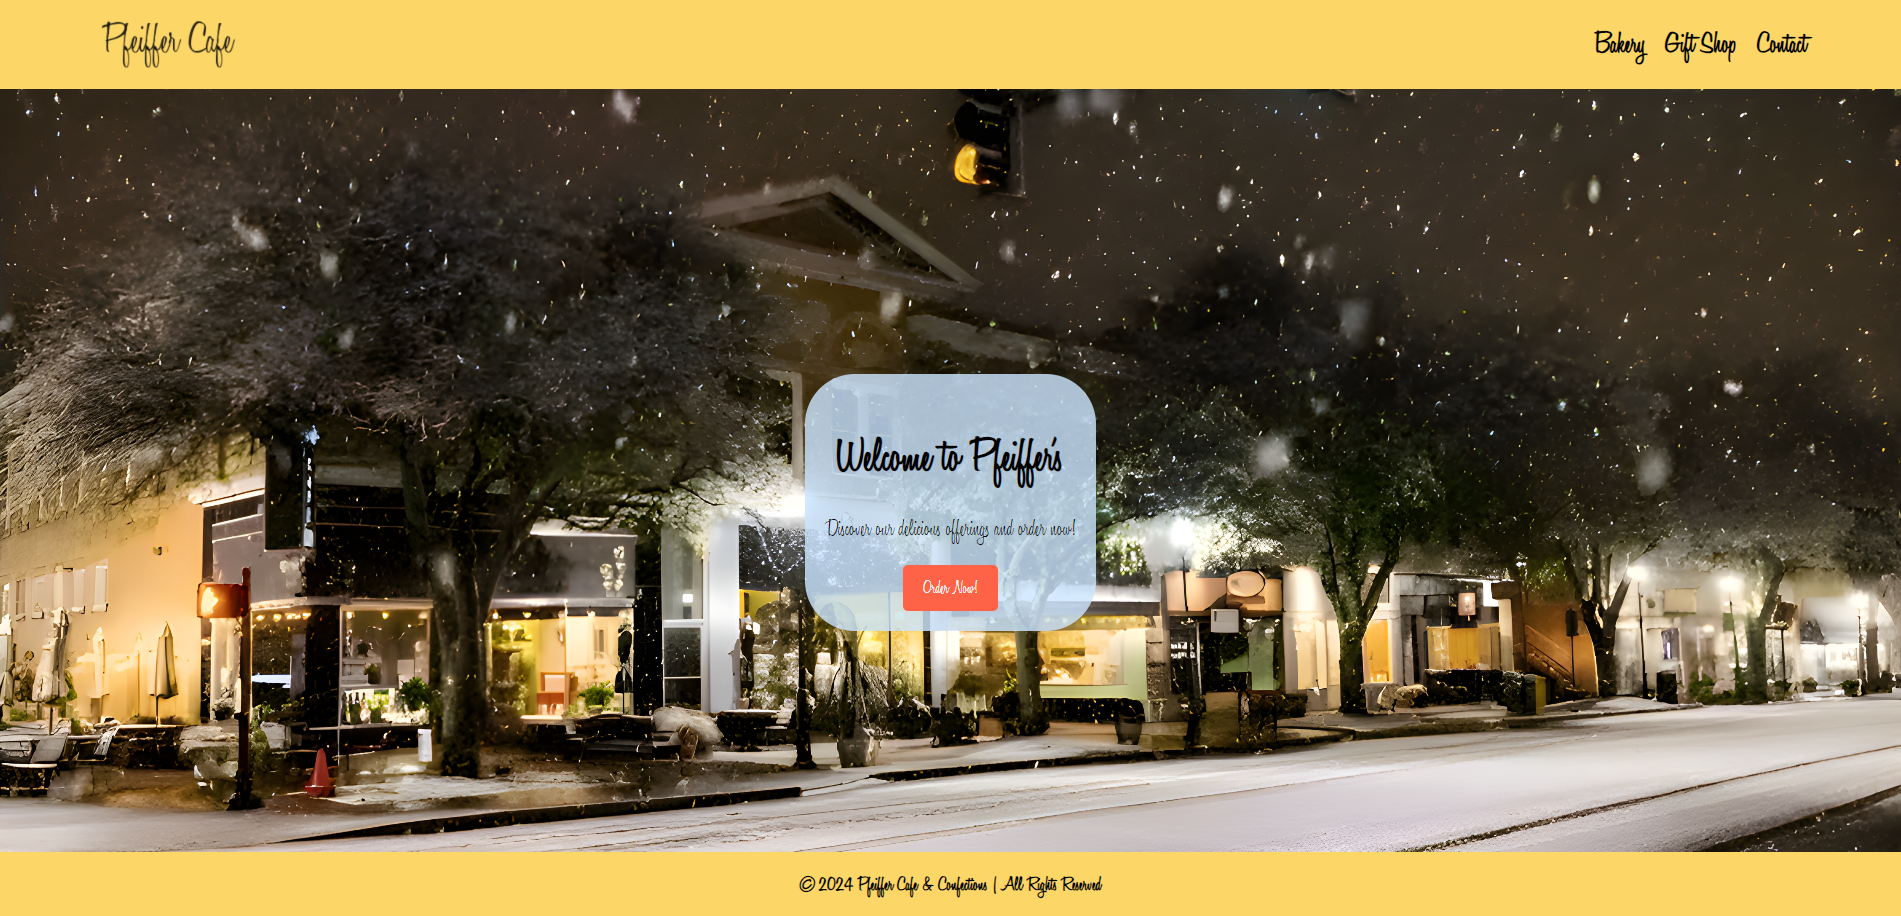 Pfeiffer Cafe
Bakery Gift Shop Contact
Welcome to Pfeiffer's
Discover our delicious offerings and order now!
Order Now!
© 2024 Pfeiffer Cafe & Confections | All Rights Reserved